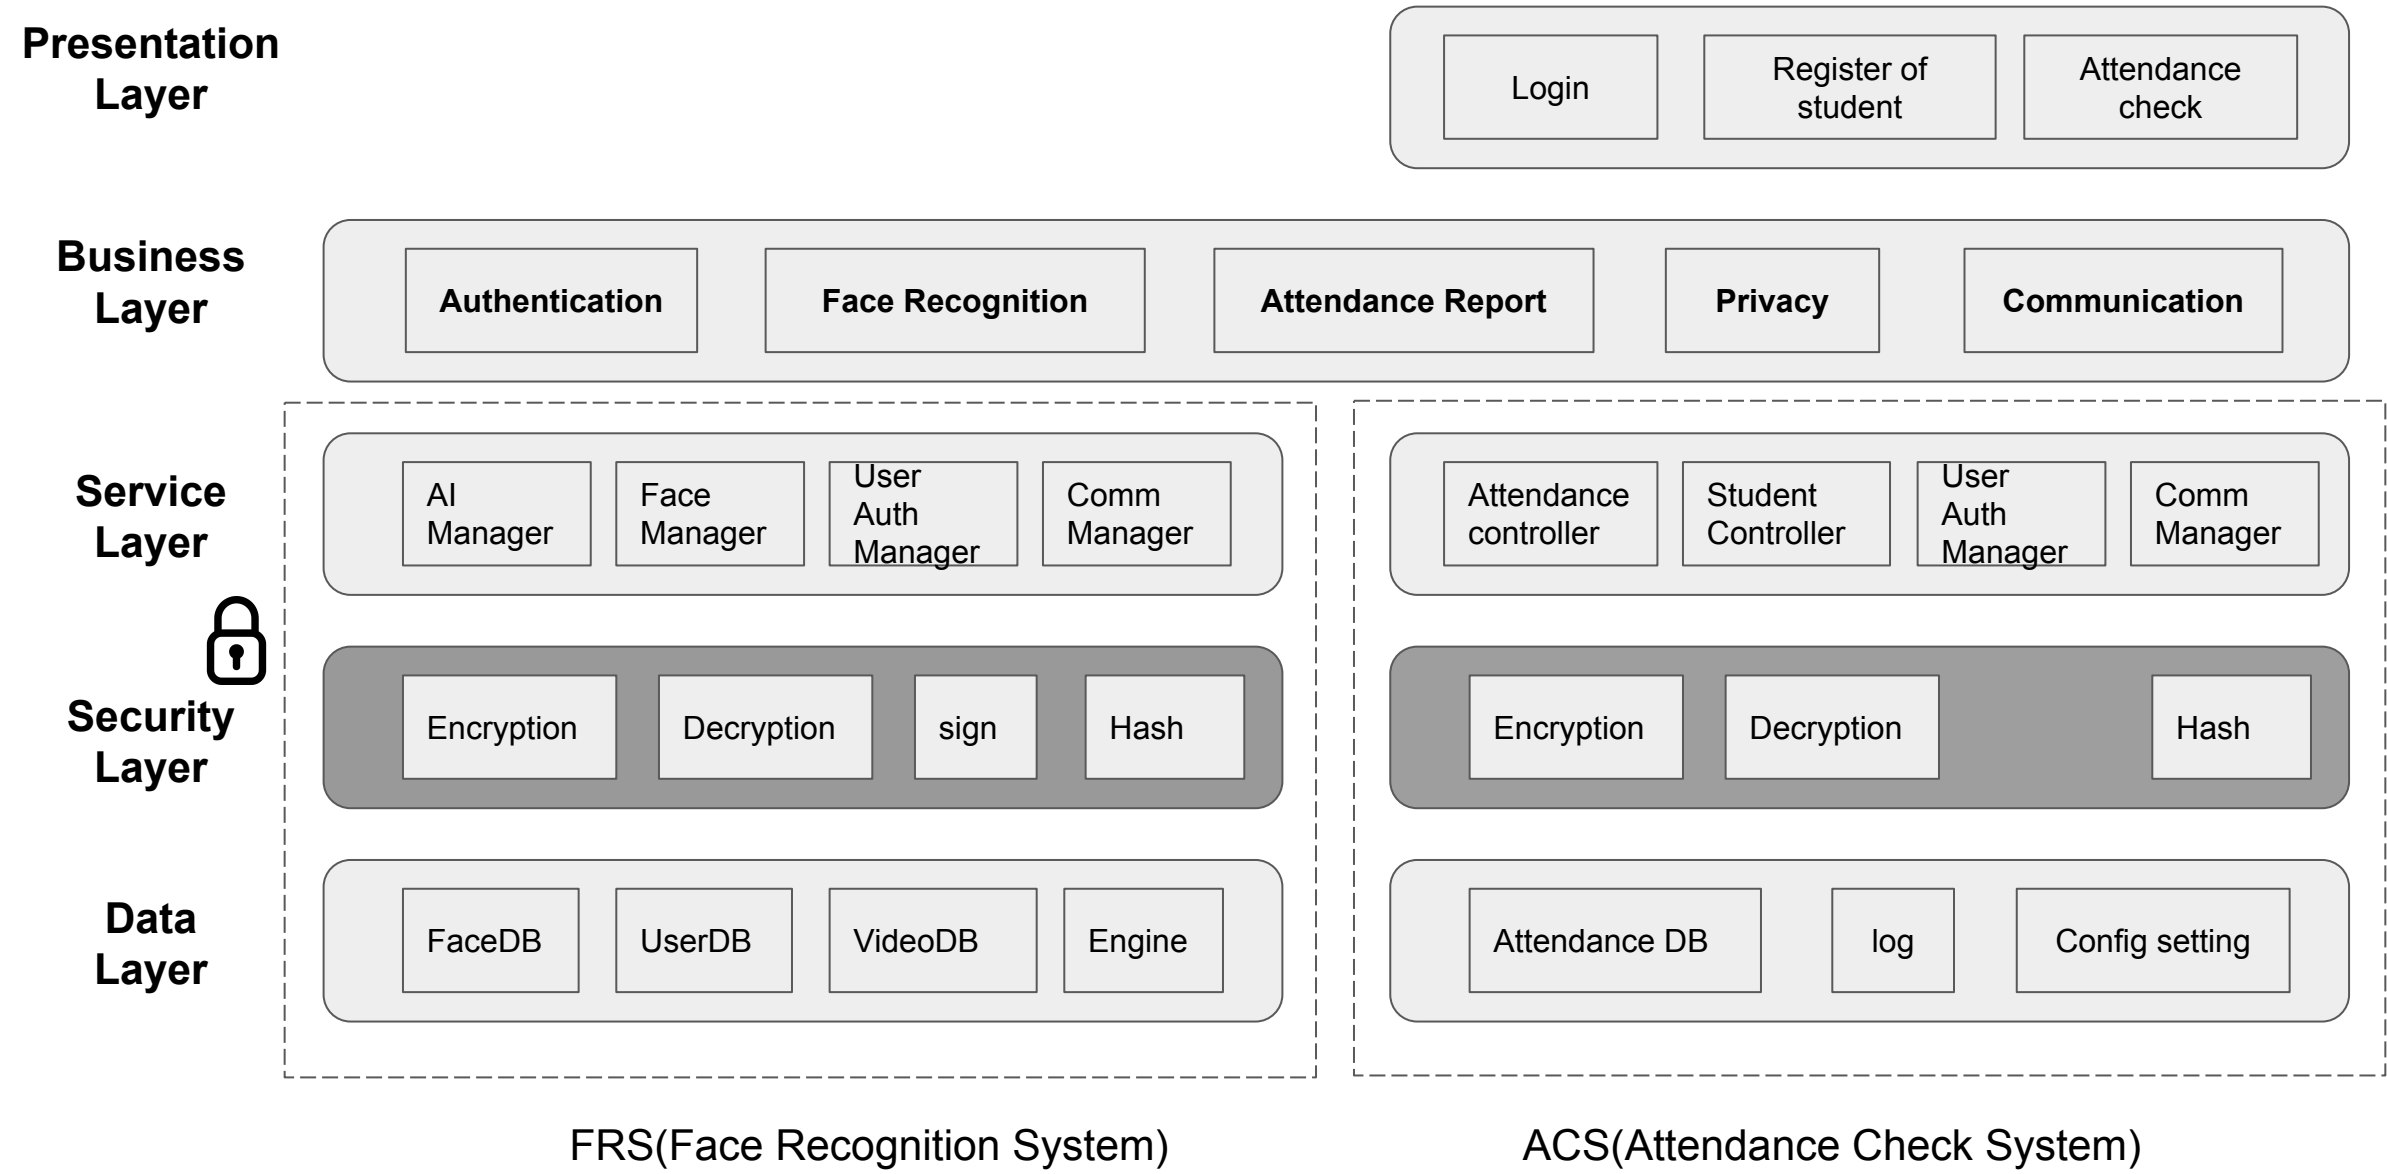 Presentation
Layer
Login
Register of
student
Attendance
check
Business
Layer
Authentication
Face Recognition
Attendance Report
Privacy
Communication
Service
Layer
AI
Manager
Face
Manager
User
Auth
Manager
Comm
Manager
Attendance
controller
Student
Controller
User
Auth
Manager
Comm
Manager
Security
Layer
Encryption
Decryption
sign
Hash
Encryption
Decryption
Hash
Data
Layer
FaceDB
UserDB
VideoDB
Engine
Attendance DB
log
Config setting
FRS(Face Recognition System)
ACS(Attendance Check System)